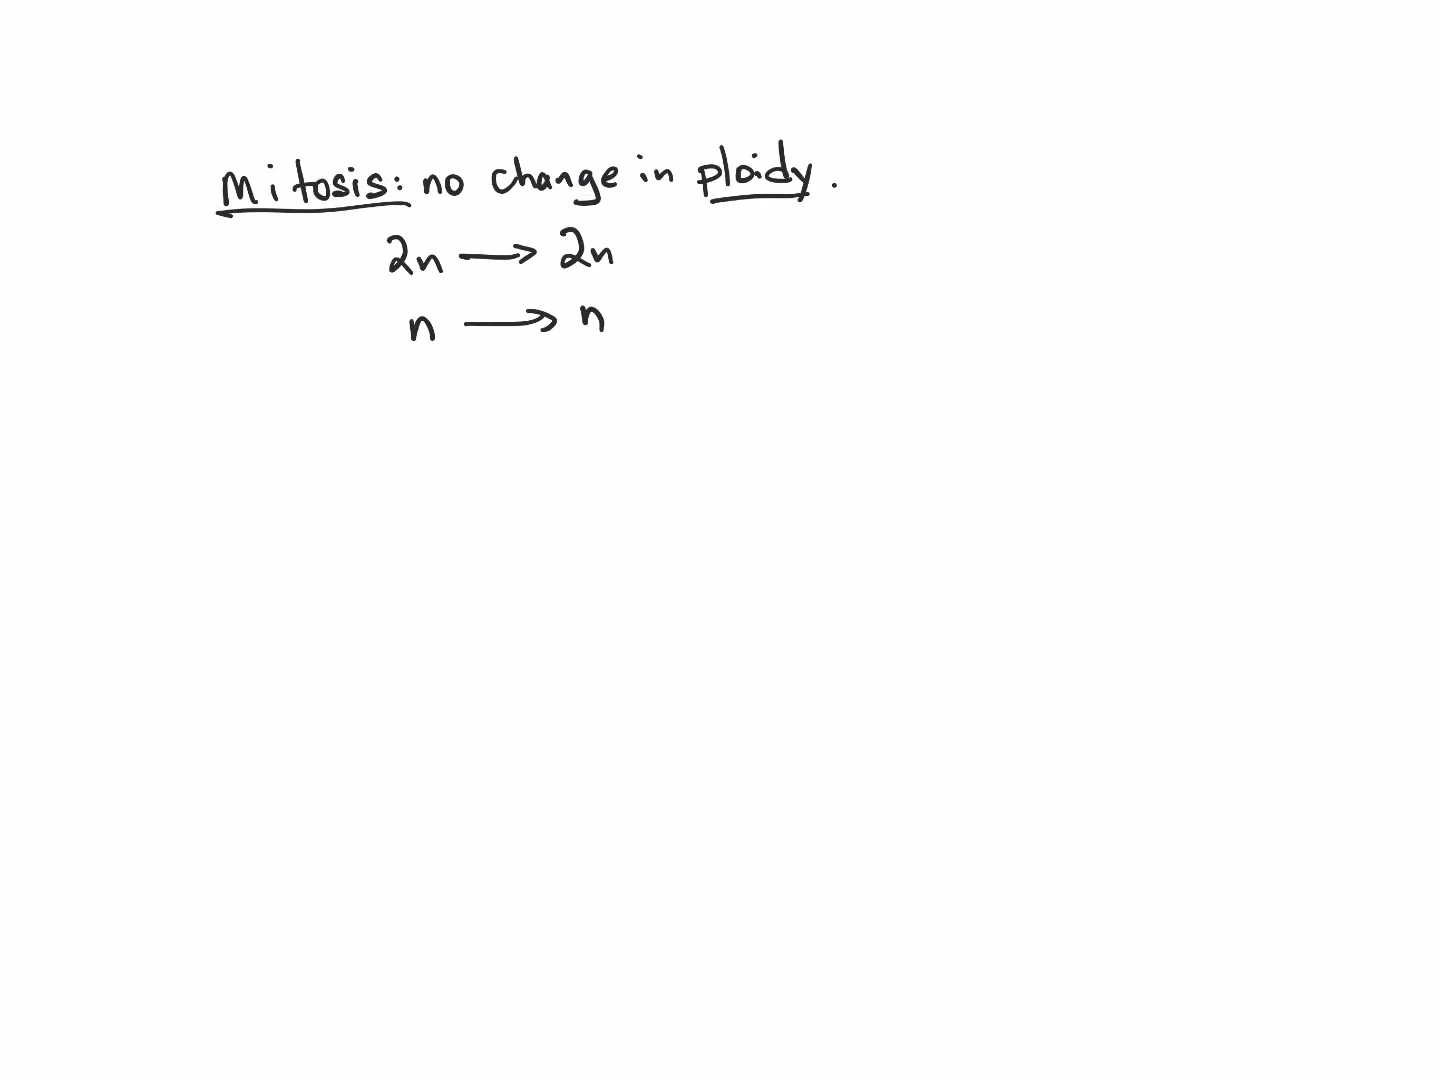 Mitosis: no change in ploidy.
2n → 2n
n → n